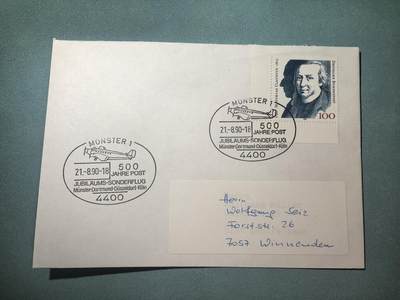 100
MÜNSTER 1
500
JAHRE POST
21.-8.90-18
JUBILÄUMS-SONDERFLUG
Münster-Dortmund-Düsseldorf-Köln
4400
MÜNSTER 1
500
JAHRE POST
21.-8.90-18
JUBILÄUMS-SONDERFLUG
Münster-Dortmund-Düsseldorf-Köln
4400
Herrn
Wolfgang Seiz
Forststr. 26
7057 Winnenden